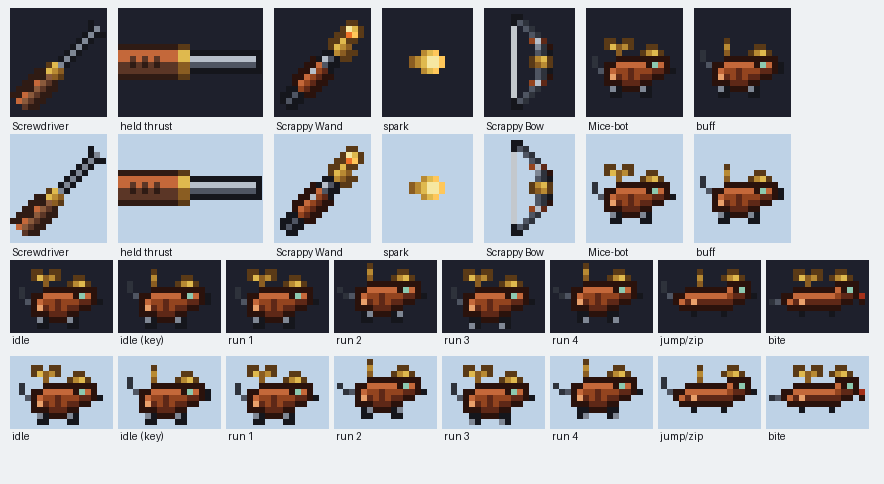 Screwdriver held thrust Scrappy Wand spark Scrappy Bow Mice-bot buff
Screwdriver held thrust Scrappy Wand spark Scrappy Bow Mice-bot buff
idle idle (key) run 1 run 2 run 3 run 4 jump/zip bite
idle idle (key) run 1 run 2 run 3 run 4 jump/zip bite